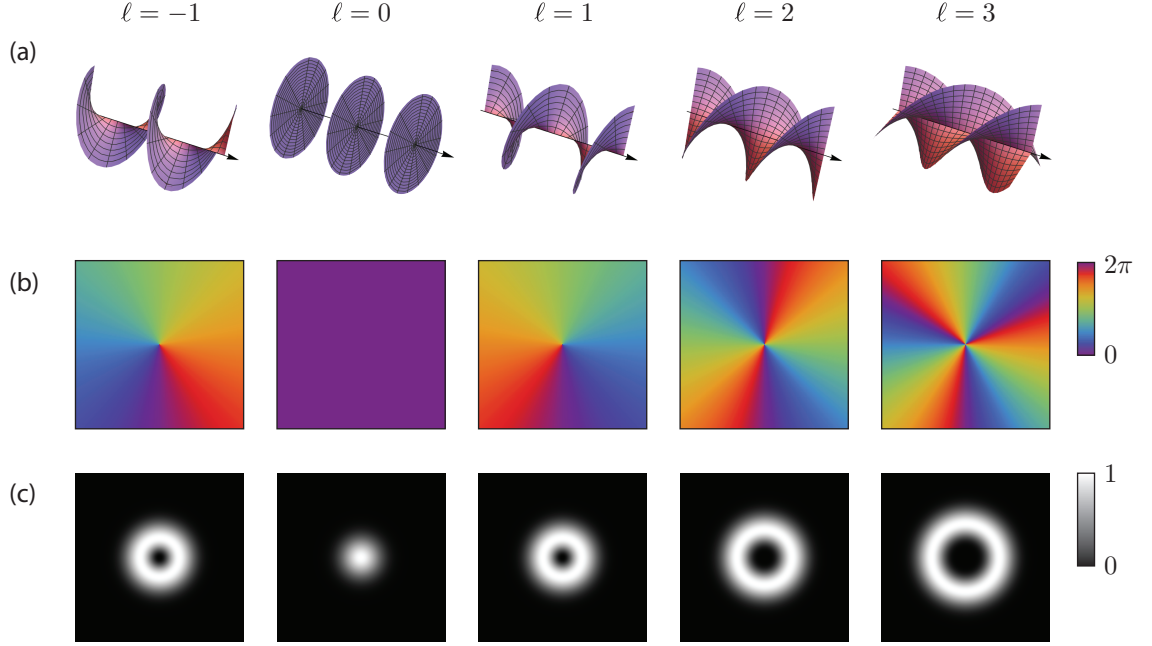 ℓ = −1 ℓ = 0 ℓ = 1 ℓ = 2 ℓ = 3
(a)
(b)
2π
0
(c)
1
0